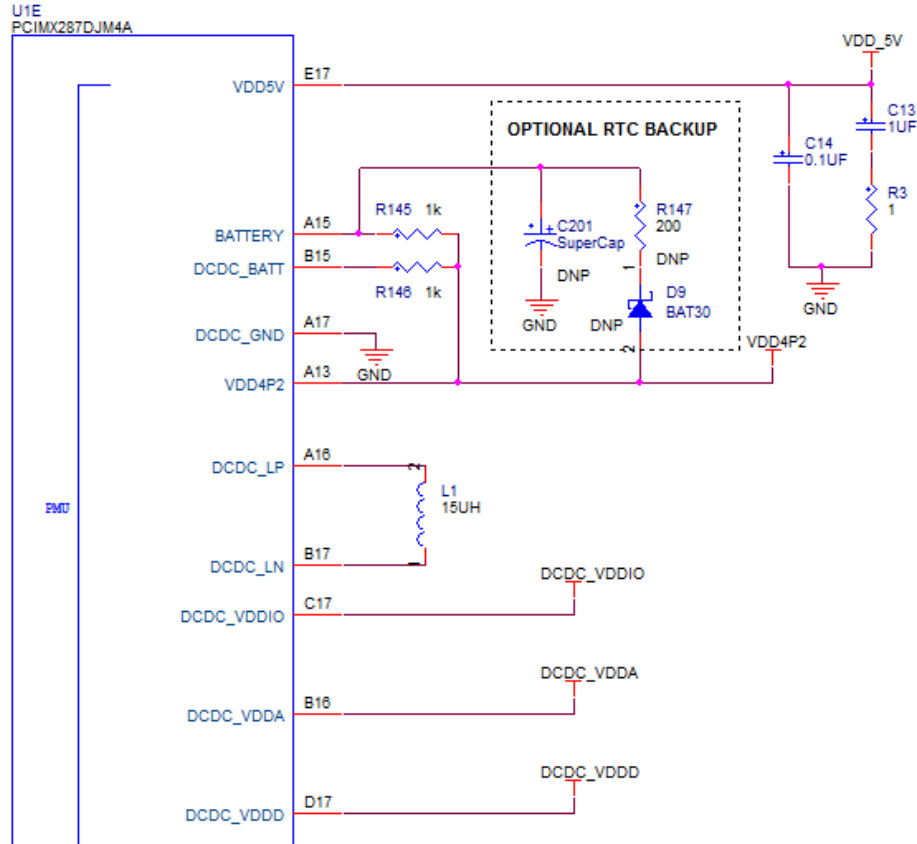 U1E
PCIMX287DJM4A
VDD_5V
VDD5V
E17
C13
1UF
OPTIONAL RTC BACKUP
C14
0.1UF
R3
1
R145 1k
R147
200
BATTERY
A15
C201
SuperCap
DCDC_BATT
B15
DNP
1
DNP
R146 1k
D9
BAT30
DCDC_GND
A17
GND
DNP
GND
GND
2
VDD4P2
VDD4P2
A13
DCDC_LP
A16
2
L1
15UH
PMU
DCDC_LN
B17
1
DCDC_VDDIO
DCDC_VDDIO
C17
DCDC_VDDA
DCDC_VDDA
B16
DCDC_VDDD
DCDC_VDDD
D17